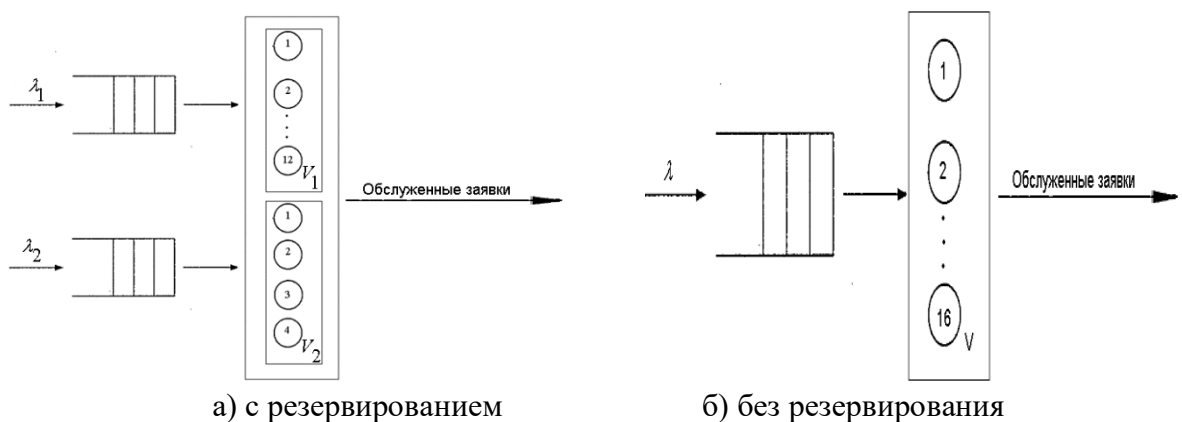 λ₁
1
2
12
V₁
Обслуженные заявки
λ₂
1
2
3
4
V₂
λ
1
2
16
V
Обслуженные заявки
а) с резервированием
б) без резервирования